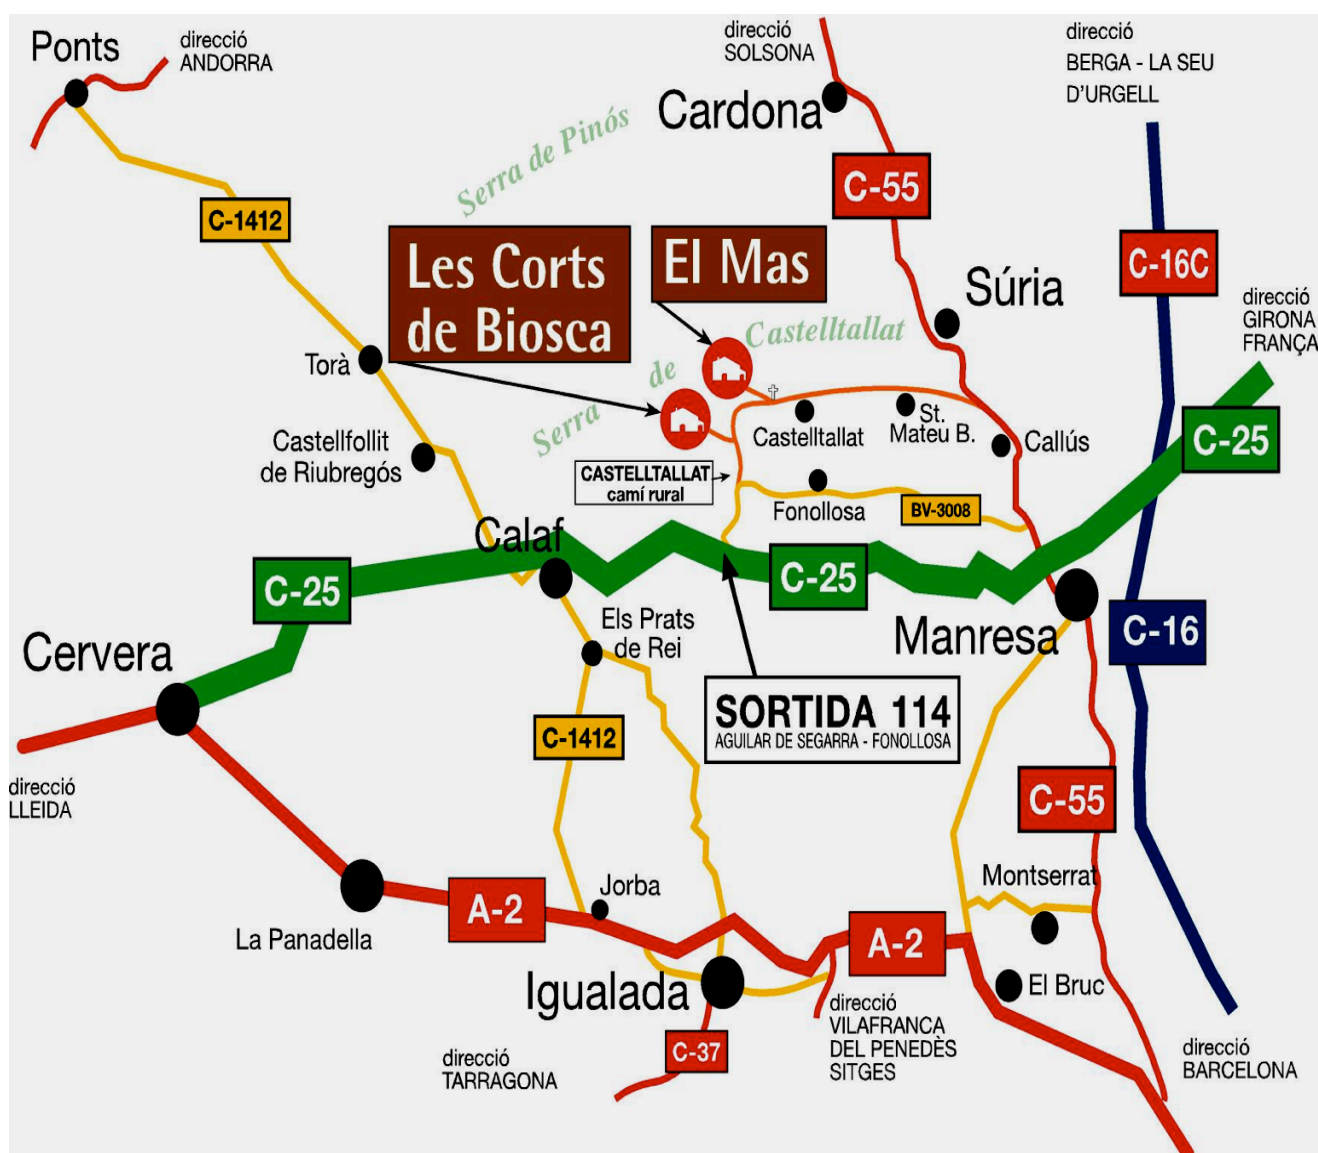 Ponts
direcció
ANDORRA
direcció
SOLSONA
direcció
BERGA - LA SEU
D'URGELL
Cardona
Serra de Pinós
C-55
C-1412
Les Corts
de Biosca
El Mas
C-16C
Súria
direcció
GIRONA
FRANÇA
Serra de Castelltallat
Torà
Castellfollit
de Riubregós
Castelltallat
St.
Mateu B.
Callús
C-25
CASTELLTALLAT
camí rural
Fonollosa
BV-3008
Calaf
C-25
C-25
Els Prats
de Rei
Manresa
C-16
Cervera
SORTIDA 114
AGUILAR DE SEGARRA - FONOLLOSA
C-1412
direcció
LLEIDA
C-55
Jorba
Montserrat
A-2
La Panadella
A-2
Igualada
El Bruc
direcció
VILAFRANCA
DEL PENEDÈS
SITGES
C-37
direcció
TARRAGONA
direcció
BARCELONA